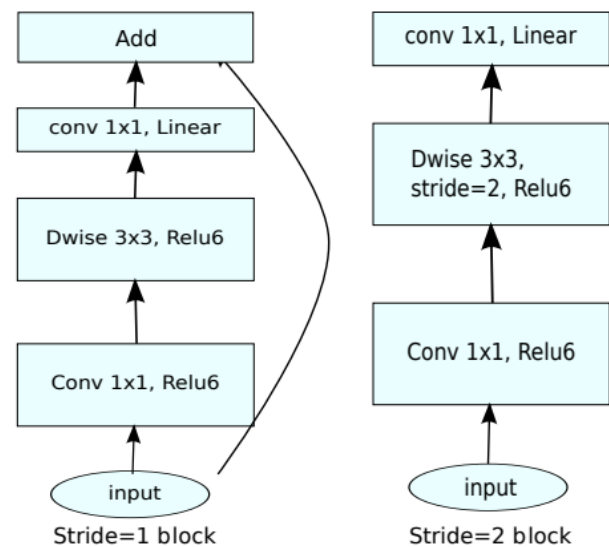 Add
conv 1x1, Linear
Dwise 3x3, Relu6
Conv 1x1, Relu6
input
Stride=1 block
conv 1x1, Linear
Dwise 3x3,
stride=2, Relu6
Conv 1x1, Relu6
input
Stride=2 block